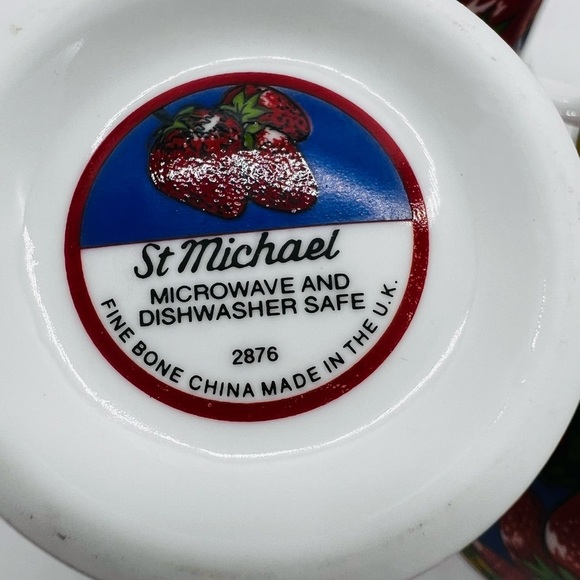 St Michael
MICROWAVE AND
DISHWASHER SAFE
2876
FINE BONE CHINA MADE IN THE U.K.